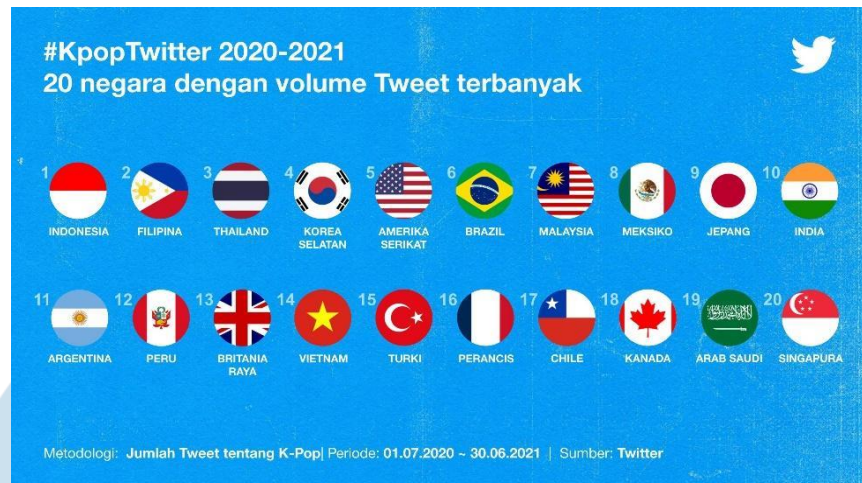 #KpopTwitter 2020-2021
20 negara dengan volume Tweet terbanyak
1 2 3 4 5 6 7 8 9 10
INDONESIA FILIPINA THAILAND KOREA SELATAN AMERIKA SERIKAT BRAZIL MALAYSIA MEKSIKO JEPANG INDIA
11 12 13 14 15 16 17 18 19 20
ARGENTINA PERU BRITANIA RAYA VIETNAM TURKI PERANCIS CHILE KANADA ARAB SAUDI SINGAPURA
Metodologi: Jumlah Tweet tentang K-Pop| Periode: 01.07.2020 ~ 30.06.2021 | Sumber: Twitter